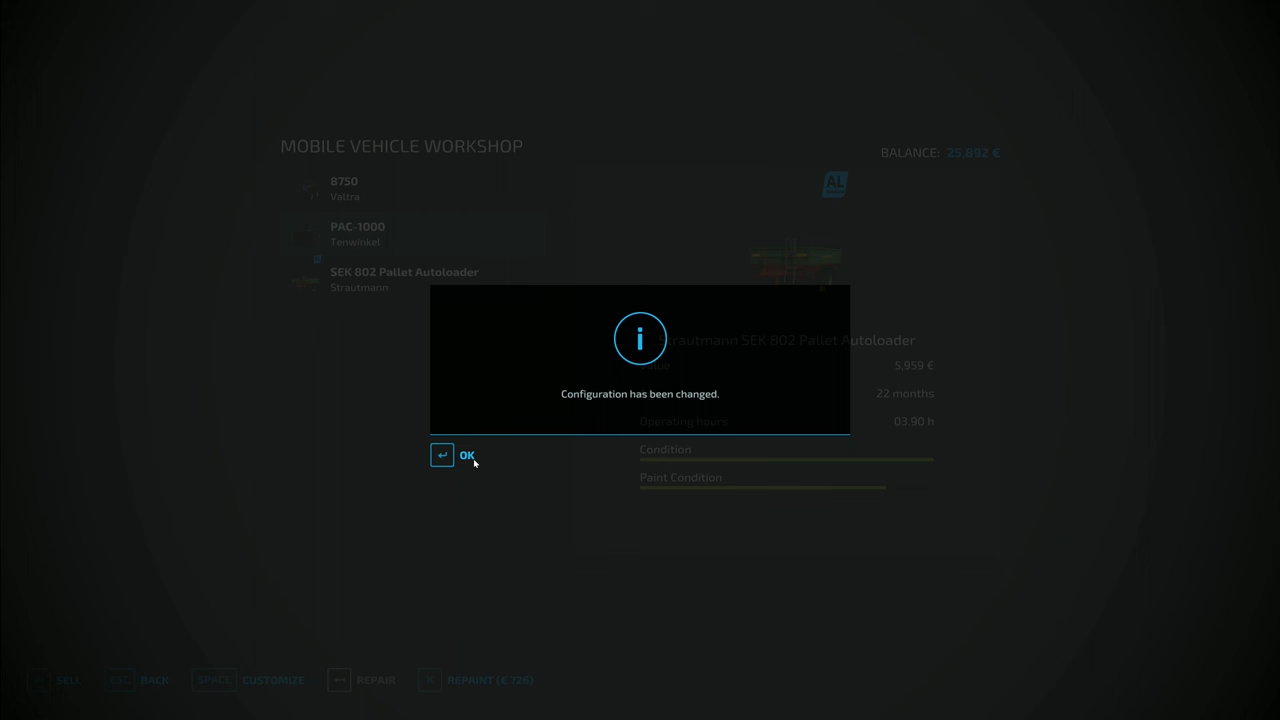 MOBILE VEHICLE WORKSHOP
BALANCE: 25,892 €
8750
Valtra
AL
PAC-1000
Tenwinkel
SEK 802 Pallet Autoloader
Strautmann
Strautmann SEK 802 Pallet Autoloader
Value 5,959 €
22 months
Operating hours 03.90 h
Condition
Paint Condition
i
Configuration has been changed.
OK
SELL ESC BACK SPACE CUSTOMIZE REPAIR X REPAINT (€ 726)